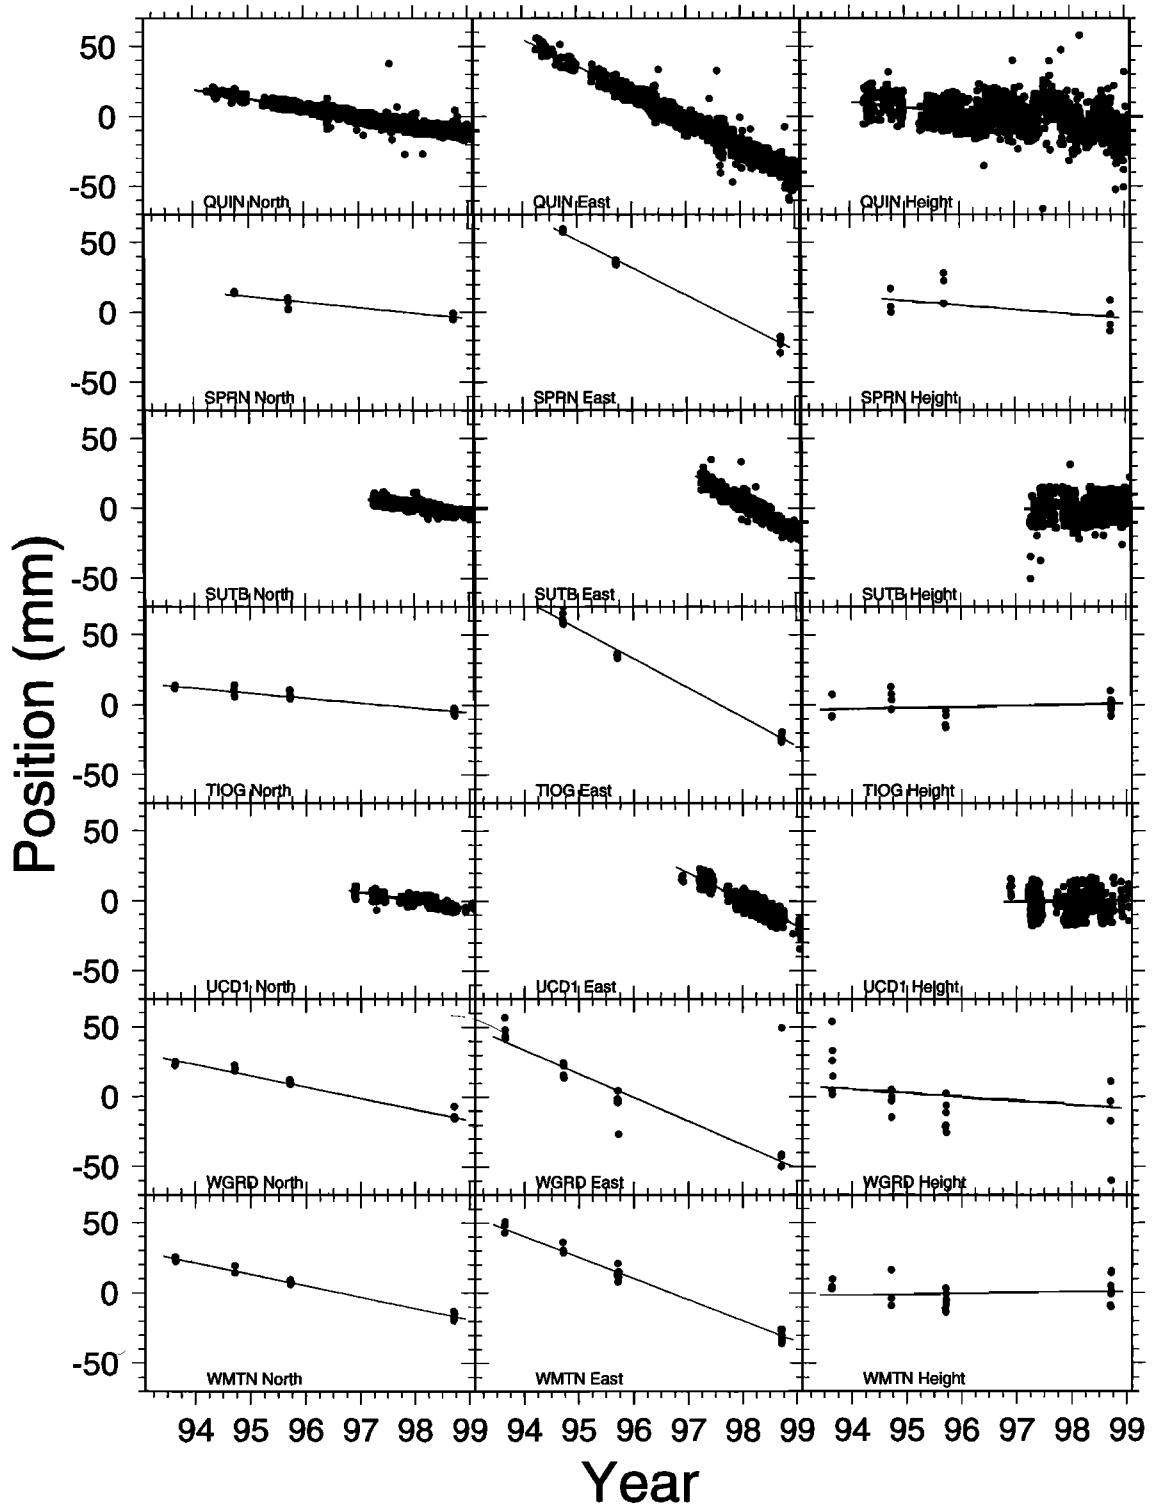 50
0
-50
QUIN North
QUIN East
QUIN Height
50
0
-50
SPRN North
SPRN East
SPRN Height
50
0
-50
SUTB North
SUTB East
SUTB Height
50
0
-50
TIOG North
TIOG East
TIOG Height
50
0
-50
UCD1 North
UCD1 East
UCD1 Height
50
0
-50
WGRD North
WGRD East
WGRD Height
50
0
-50
WMTN North
WMTN East
WMTN Height
Position (mm)
94 95 96 97 98 99 94 95 96 97 98 99 94 95 96 97 98 99
Year